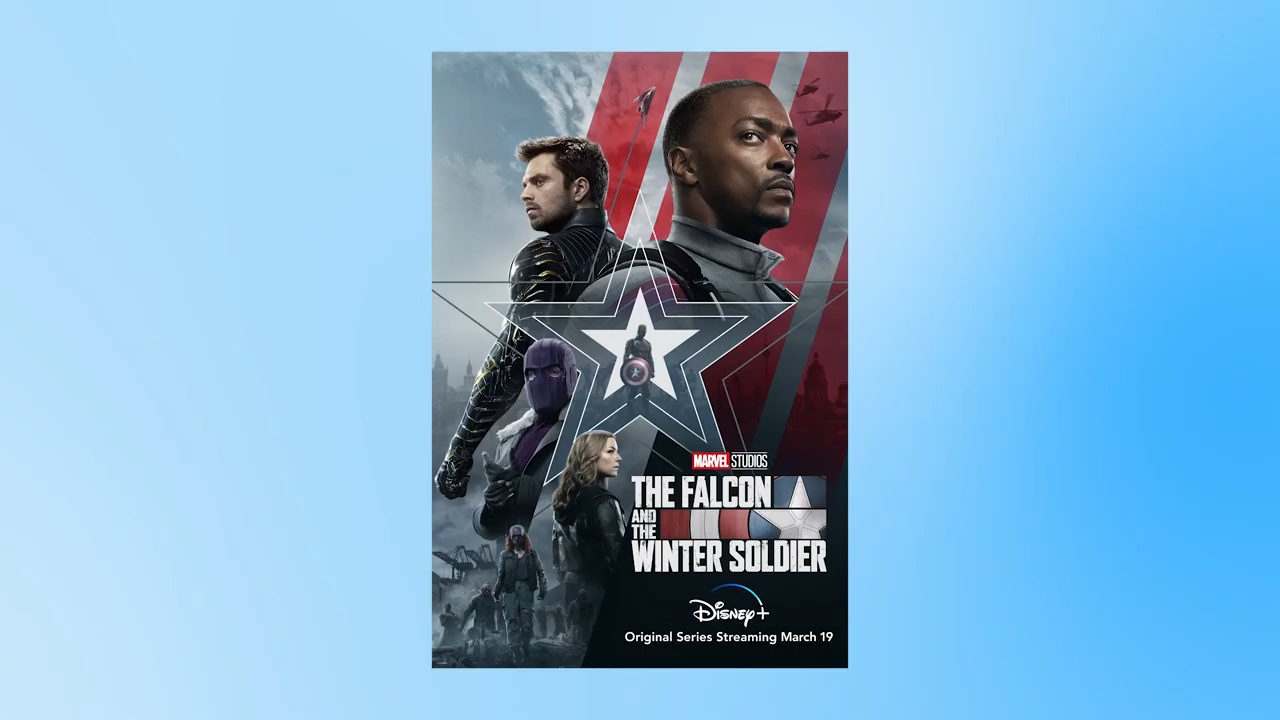 MARVEL STUDIOS
THE FALCON
AND
THE
WINTER SOLDIER
Disney+
Original Series Streaming March 19